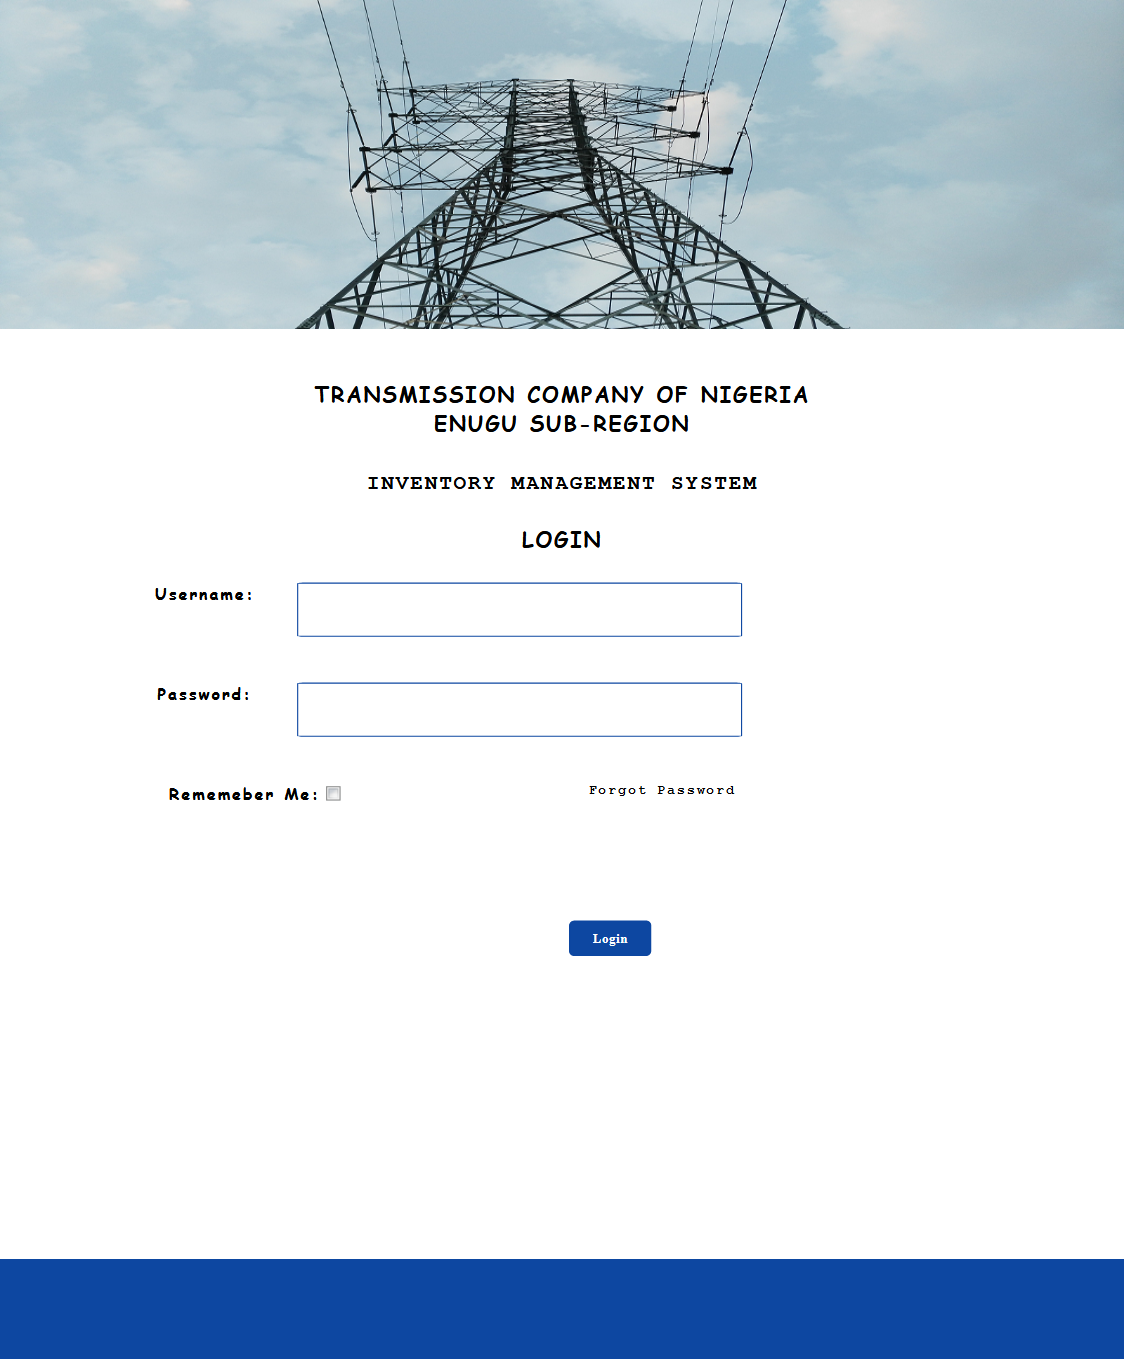 TRANSMISSION COMPANY OF NIGERIA
ENUGU SUB-REGION
INVENTORY MANAGEMENT SYSTEM
LOGIN
Username:
Password:
Rememeber Me:
Forgot Password
Login